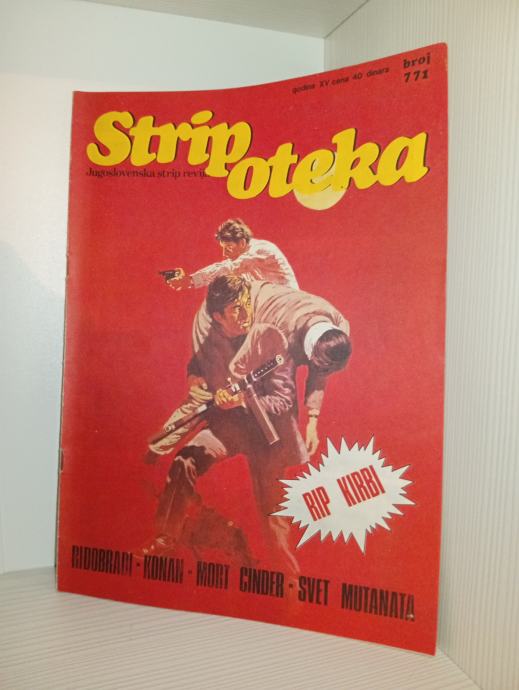 godina XV cena 40 dinara
broj
771
Strip
oteka
Jugoslovenska strip revija
RIP KIRBI
RIDOBRADI • KONAN • MORT CINDER • SVET MUTANATA